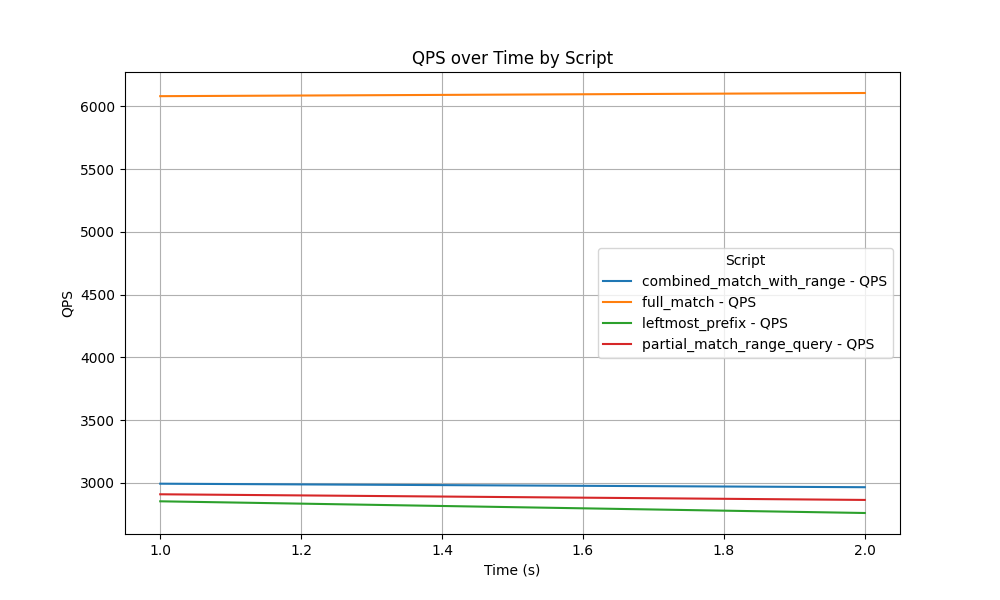 QPS over Time by Script
6000
5500
5000
4500
4000
3500
3000
QPS
Script
combined_match_with_range - QPS
full_match - QPS
leftmost_prefix - QPS
partial_match_range_query - QPS
1.0 1.2 1.4 1.6 1.8 2.0
Time (s)